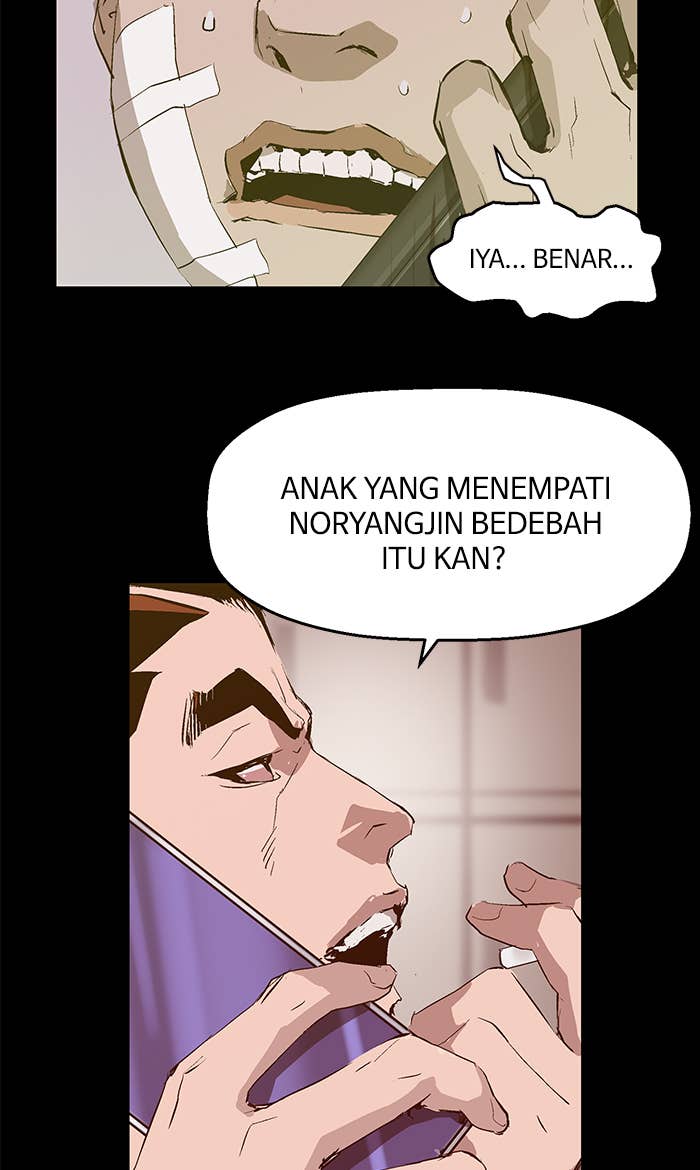 IYA... BENAR...
ANAK YANG MENEMPATI
NORYANGJIN BEDEBAH
ITU KAN?